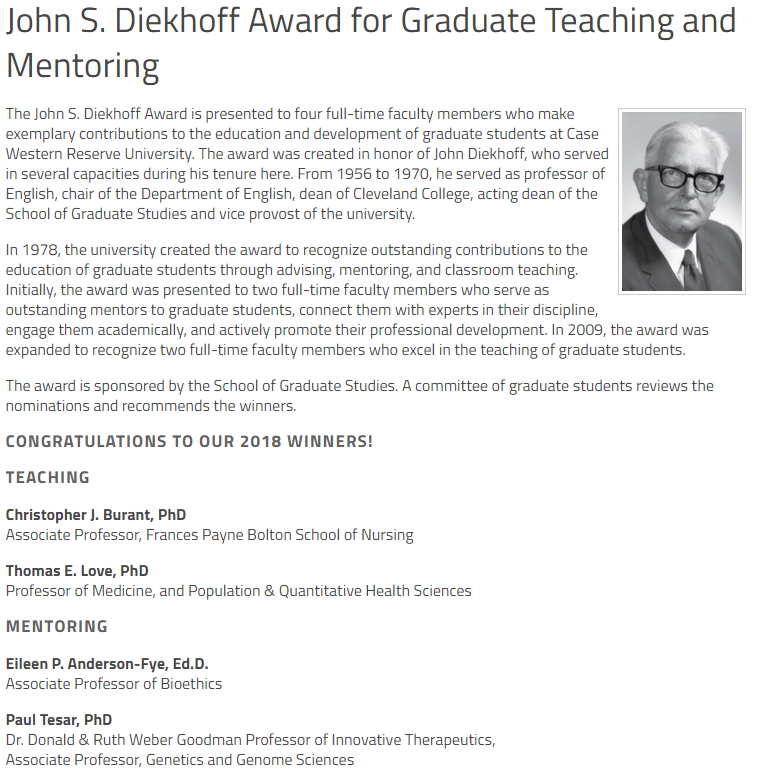 John S. Diekhoff Award for Graduate Teaching and
Mentoring
The John S. Diekhoff Award is presented to four full-time faculty members who make
exemplary contributions to the education and development of graduate students at Case
Western Reserve University. The award was created in honor of John Diekhoff, who served
in several capacities during his tenure here. From 1956 to 1970, he served as professor of
English, chair of the Department of English, dean of Cleveland College, acting dean of the
School of Graduate Studies and vice provost of the university.
In 1978, the university created the award to recognize outstanding contributions to the
education of graduate students through advising, mentoring, and classroom teaching.
Initially, the award was presented to two full-time faculty members who serve as
outstanding mentors to graduate students, connect them with experts in their discipline,
engage them academically, and actively promote their professional development. In 2009, the award was
expanded to recognize two full-time faculty members who excel in the teaching of graduate students.
The award is sponsored by the School of Graduate Studies. A committee of graduate students reviews the
nominations and recommends the winners.
CONGRATULATIONS TO OUR 2018 WINNERS!
TEACHING
Christopher J. Burant, PhD
Associate Professor, Frances Payne Bolton School of Nursing
Thomas E. Love, PhD
Professor of Medicine, and Population & Quantitative Health Sciences
MENTORING
Eileen P. Anderson-Fye, Ed.D.
Associate Professor of Bioethics
Paul Tesar, PhD
Dr. Donald & Ruth Weber Goodman Professor of Innovative Therapeutics,
Associate Professor, Genetics and Genome Sciences